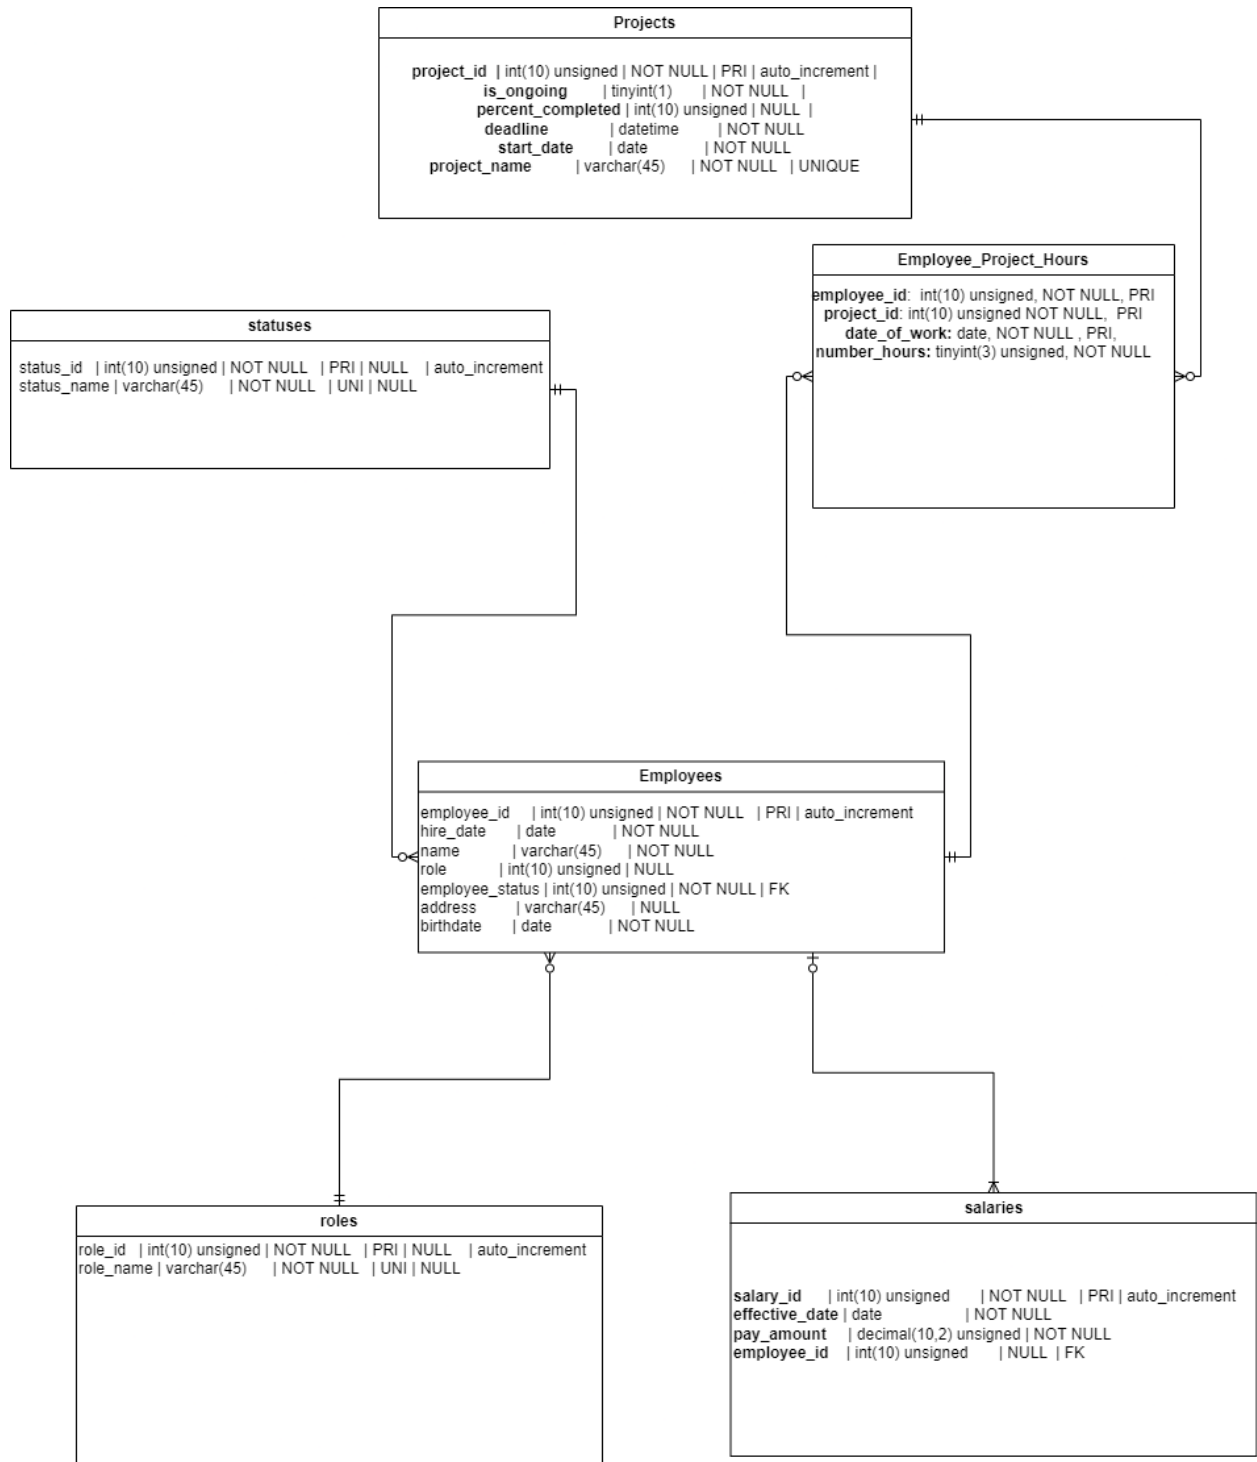 Projects
project_id | int(10) unsigned | NOT NULL | PRI | auto_increment |
is_ongoing | tinyint(1) | NOT NULL |
percent_completed | int(10) unsigned | NULL |
deadline | datetime | NOT NULL
start_date | date | NOT NULL
project_name | varchar(45) | NOT NULL | UNIQUE
Employee_Project_Hours
employee_id: int(10) unsigned, NOT NULL, PRI
project_id: int(10) unsigned NOT NULL, PRI
date_of_work: date, NOT NULL , PRI,
number_hours: tinyint(3) unsigned, NOT NULL
statuses
status_id | int(10) unsigned | NOT NULL | PRI | NULL | auto_increment
status_name | varchar(45) | NOT NULL | UNI | NULL
Employees
employee_id | int(10) unsigned | NOT NULL | PRI | auto_increment
hire_date | date | NOT NULL
name | varchar(45) | NOT NULL
role | int(10) unsigned | NULL
employee_status | int(10) unsigned | NOT NULL | FK
address | varchar(45) | NULL
birthdate | date | NOT NULL
roles
role_id | int(10) unsigned | NOT NULL | PRI | NULL | auto_increment
role_name | varchar(45) | NOT NULL | UNI | NULL
salaries
salary_id | int(10) unsigned | NOT NULL | PRI | auto_increment
effective_date | date | NOT NULL
pay_amount | decimal(10,2) unsigned | NOT NULL
employee_id | int(10) unsigned | NULL | FK